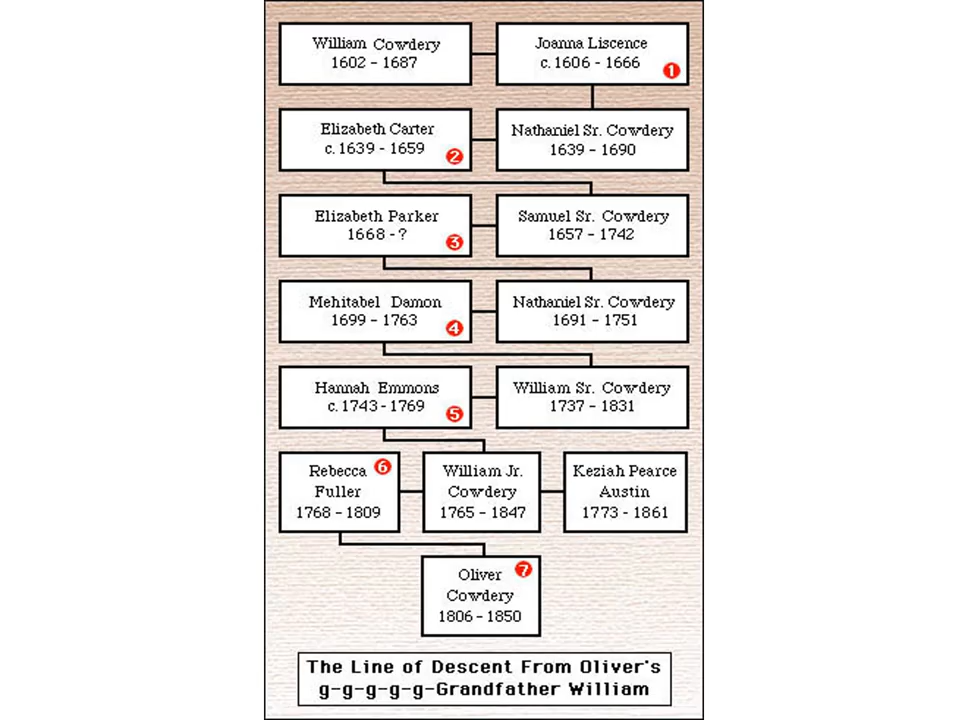 William Cowdery
1602 - 1687
Joanna Liscence
c. 1606 - 1666
1
Elizabeth Carter
c. 1639 - 1659
2
Nathaniel Sr. Cowdery
1639 - 1690
Elizabeth Parker
1668 - ?
3
Samuel Sr. Cowdery
1657 - 1742
Mehitabel Damon
1699 - 1763
4
Nathaniel Sr. Cowdery
1691 - 1751
Hannah Emmons
c. 1743 - 1769
5
William Sr. Cowdery
1737 - 1831
Rebecca 6
Fuller
1768 - 1809
William Jr.
Cowdery
1765 - 1847
Keziah Pearce
Austin
1773 - 1861
Oliver 7
Cowdery
1806 - 1850
The Line of Descent From Oliver's
g-g-g-g-g-Grandfather William